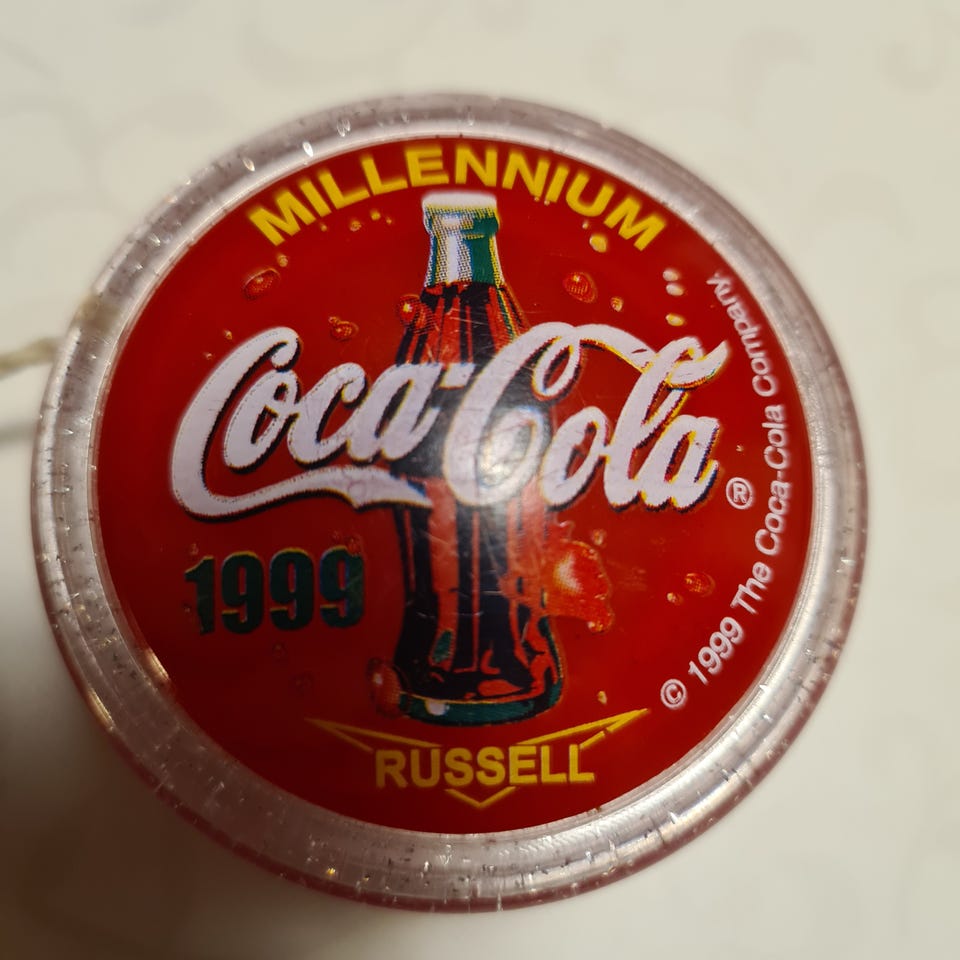 MILLENNIUM
Coca-Cola ®
1999
© 1999 The Coca-Cola Company.
RUSSELL